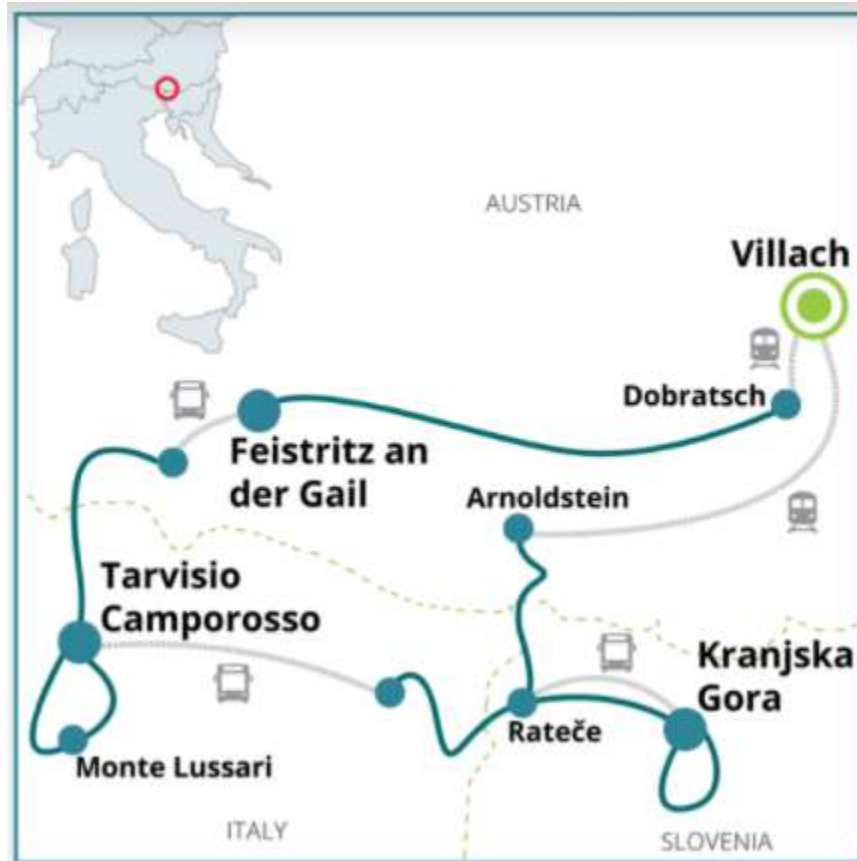 AUSTRIA
Villach
Dobratsch
Feistritz an
der Gail
Arnoldstein
Tarvisio
Camporosso
Kranjska
Gora
Rateče
Monte Lussari
ITALY
SLOVENIA